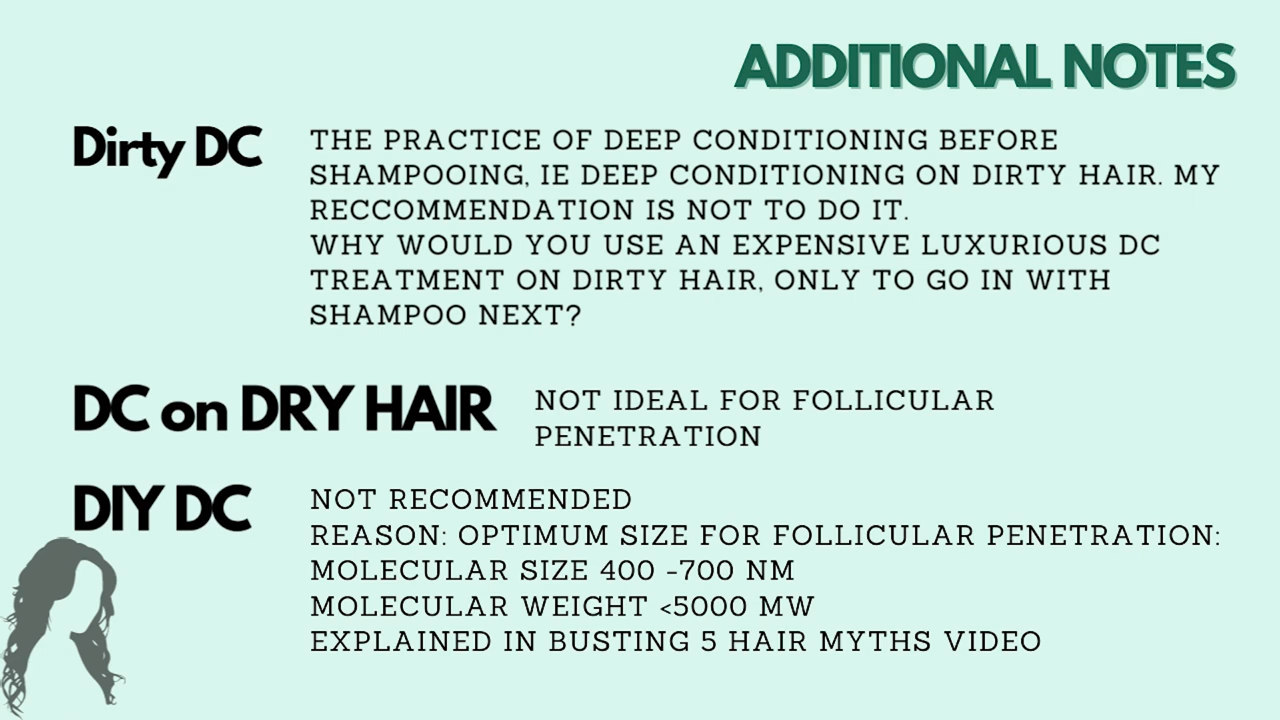 ADDITIONAL NOTES
Dirty DC
THE PRACTICE OF DEEP CONDITIONING BEFORE
SHAMPOOING, IE DEEP CONDITIONING ON DIRTY HAIR. MY
RECCOMMENDATION IS NOT TO DO IT.
WHY WOULD YOU USE AN EXPENSIVE LUXURIOUS DC
TREATMENT ON DIRTY HAIR, ONLY TO GO IN WITH
SHAMPOO NEXT?
DC on DRY HAIR
NOT IDEAL FOR FOLLICULAR
PENETRATION
DIY DC
NOT RECOMMENDED
REASON: OPTIMUM SIZE FOR FOLLICULAR PENETRATION:
MOLECULAR SIZE 400 -700 NM
MOLECULAR WEIGHT <5000 MW
EXPLAINED IN BUSTING 5 HAIR MYTHS VIDEO